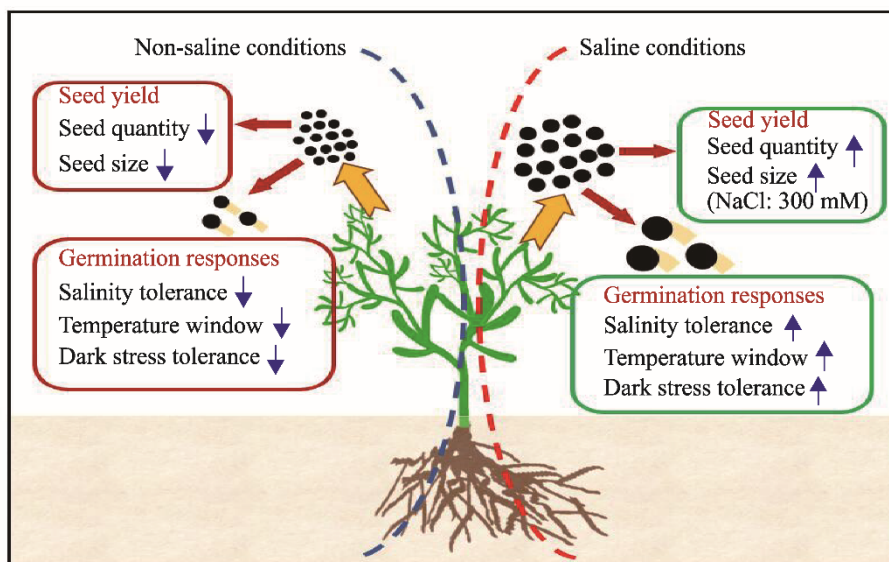 Non-saline conditions
Saline conditions
Seed yield
Seed quantity ↓
Seed size ↓
Seed yield
Seed quantity ↑
Seed size ↑
(NaCl: 300 mM)
Germination responses
Salinity tolerance ↓
Temperature window ↓
Dark stress tolerance ↓
Germination responses
Salinity tolerance ↑
Temperature window ↑
Dark stress tolerance ↑